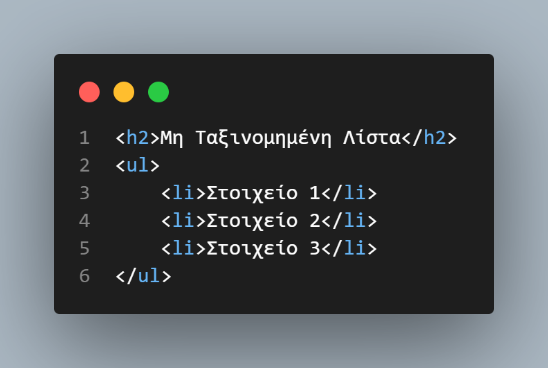 1 <h2>Μη Ταξινομημένη Λίστα</h2>
2 <ul>
3     <li>Στοιχείο 1</li>
4     <li>Στοιχείο 2</li>
5     <li>Στοιχείο 3</li>
6 </ul>